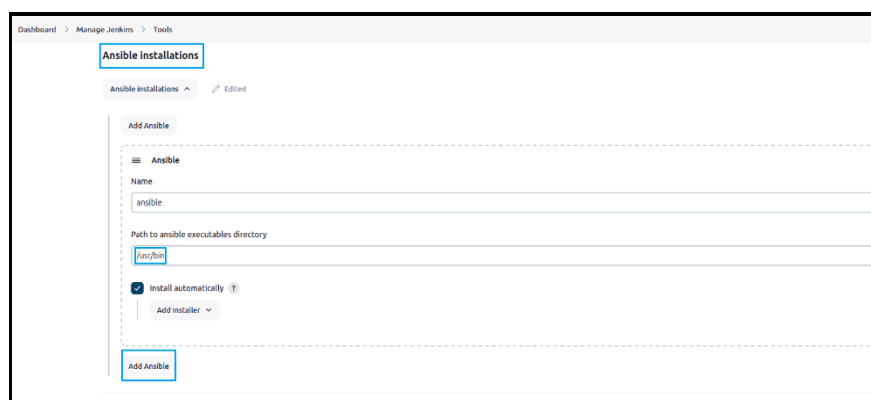 Dashboard > Manage Jenkins > Tools
Ansible installations
Ansible installations ^ Edited
Add Ansible
Ansible
Name
ansible
Path to ansible executables directory
/usr/bin
Install automatically ?
Add Installer
Add Ansible